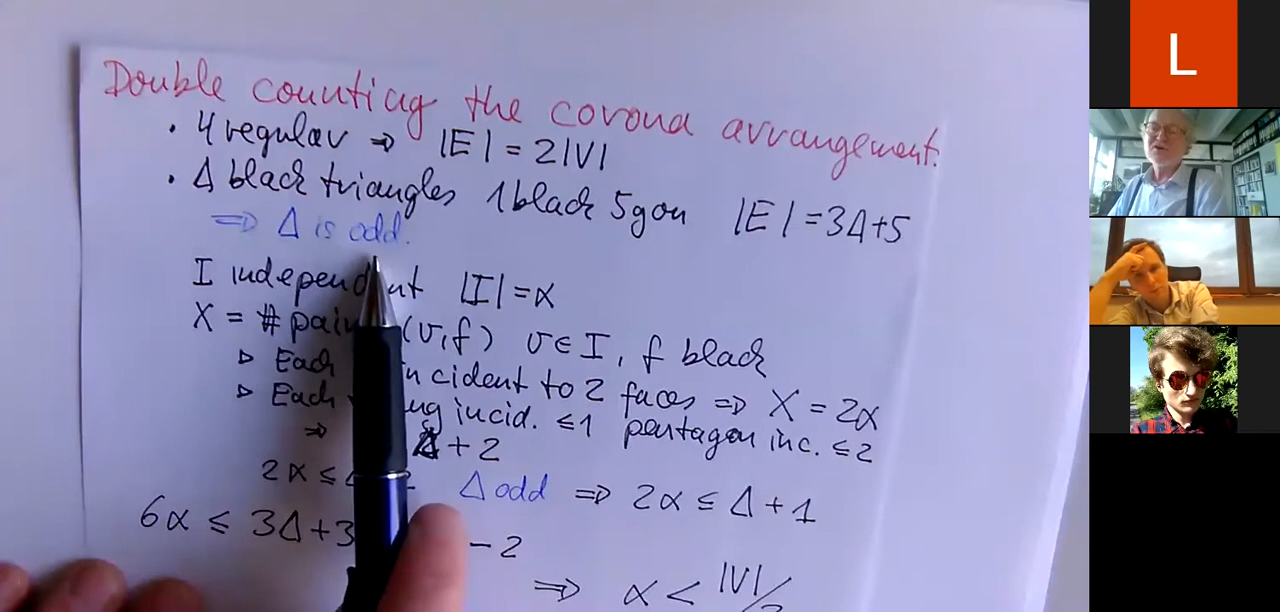 Double counting the corona arrangement.
· 4 regular ⇒ |E| = 2|V|
· Δ black triangles 1 black 5gon |E| = 3Δ+5
⇒ Δ is odd.
I independent |I| = α
X = # pairs (v,f) v ∈ I, f black
▷ Each incident to 2 faces ⇒ X = 2α
▷ Each incid. ≤ 1 pentagon inc. ≤ 2
⇒ Δ + 2
2α ≤ Δ Δ odd ⇒ 2α ≤ Δ + 1
6α ≤ 3Δ+3 - 2
⇒ α < |V|/
L